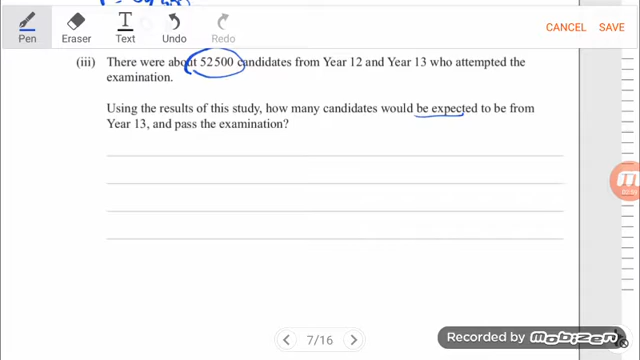 CANCEL SAVE
Pen Eraser Text Undo Redo
(iii) There were about 52500 candidates from Year 12 and Year 13 who attempted the
examination.
Using the results of this study, how many candidates would be expected to be from
Year 13, and pass the examination?
7/16
Recorded by mobizen